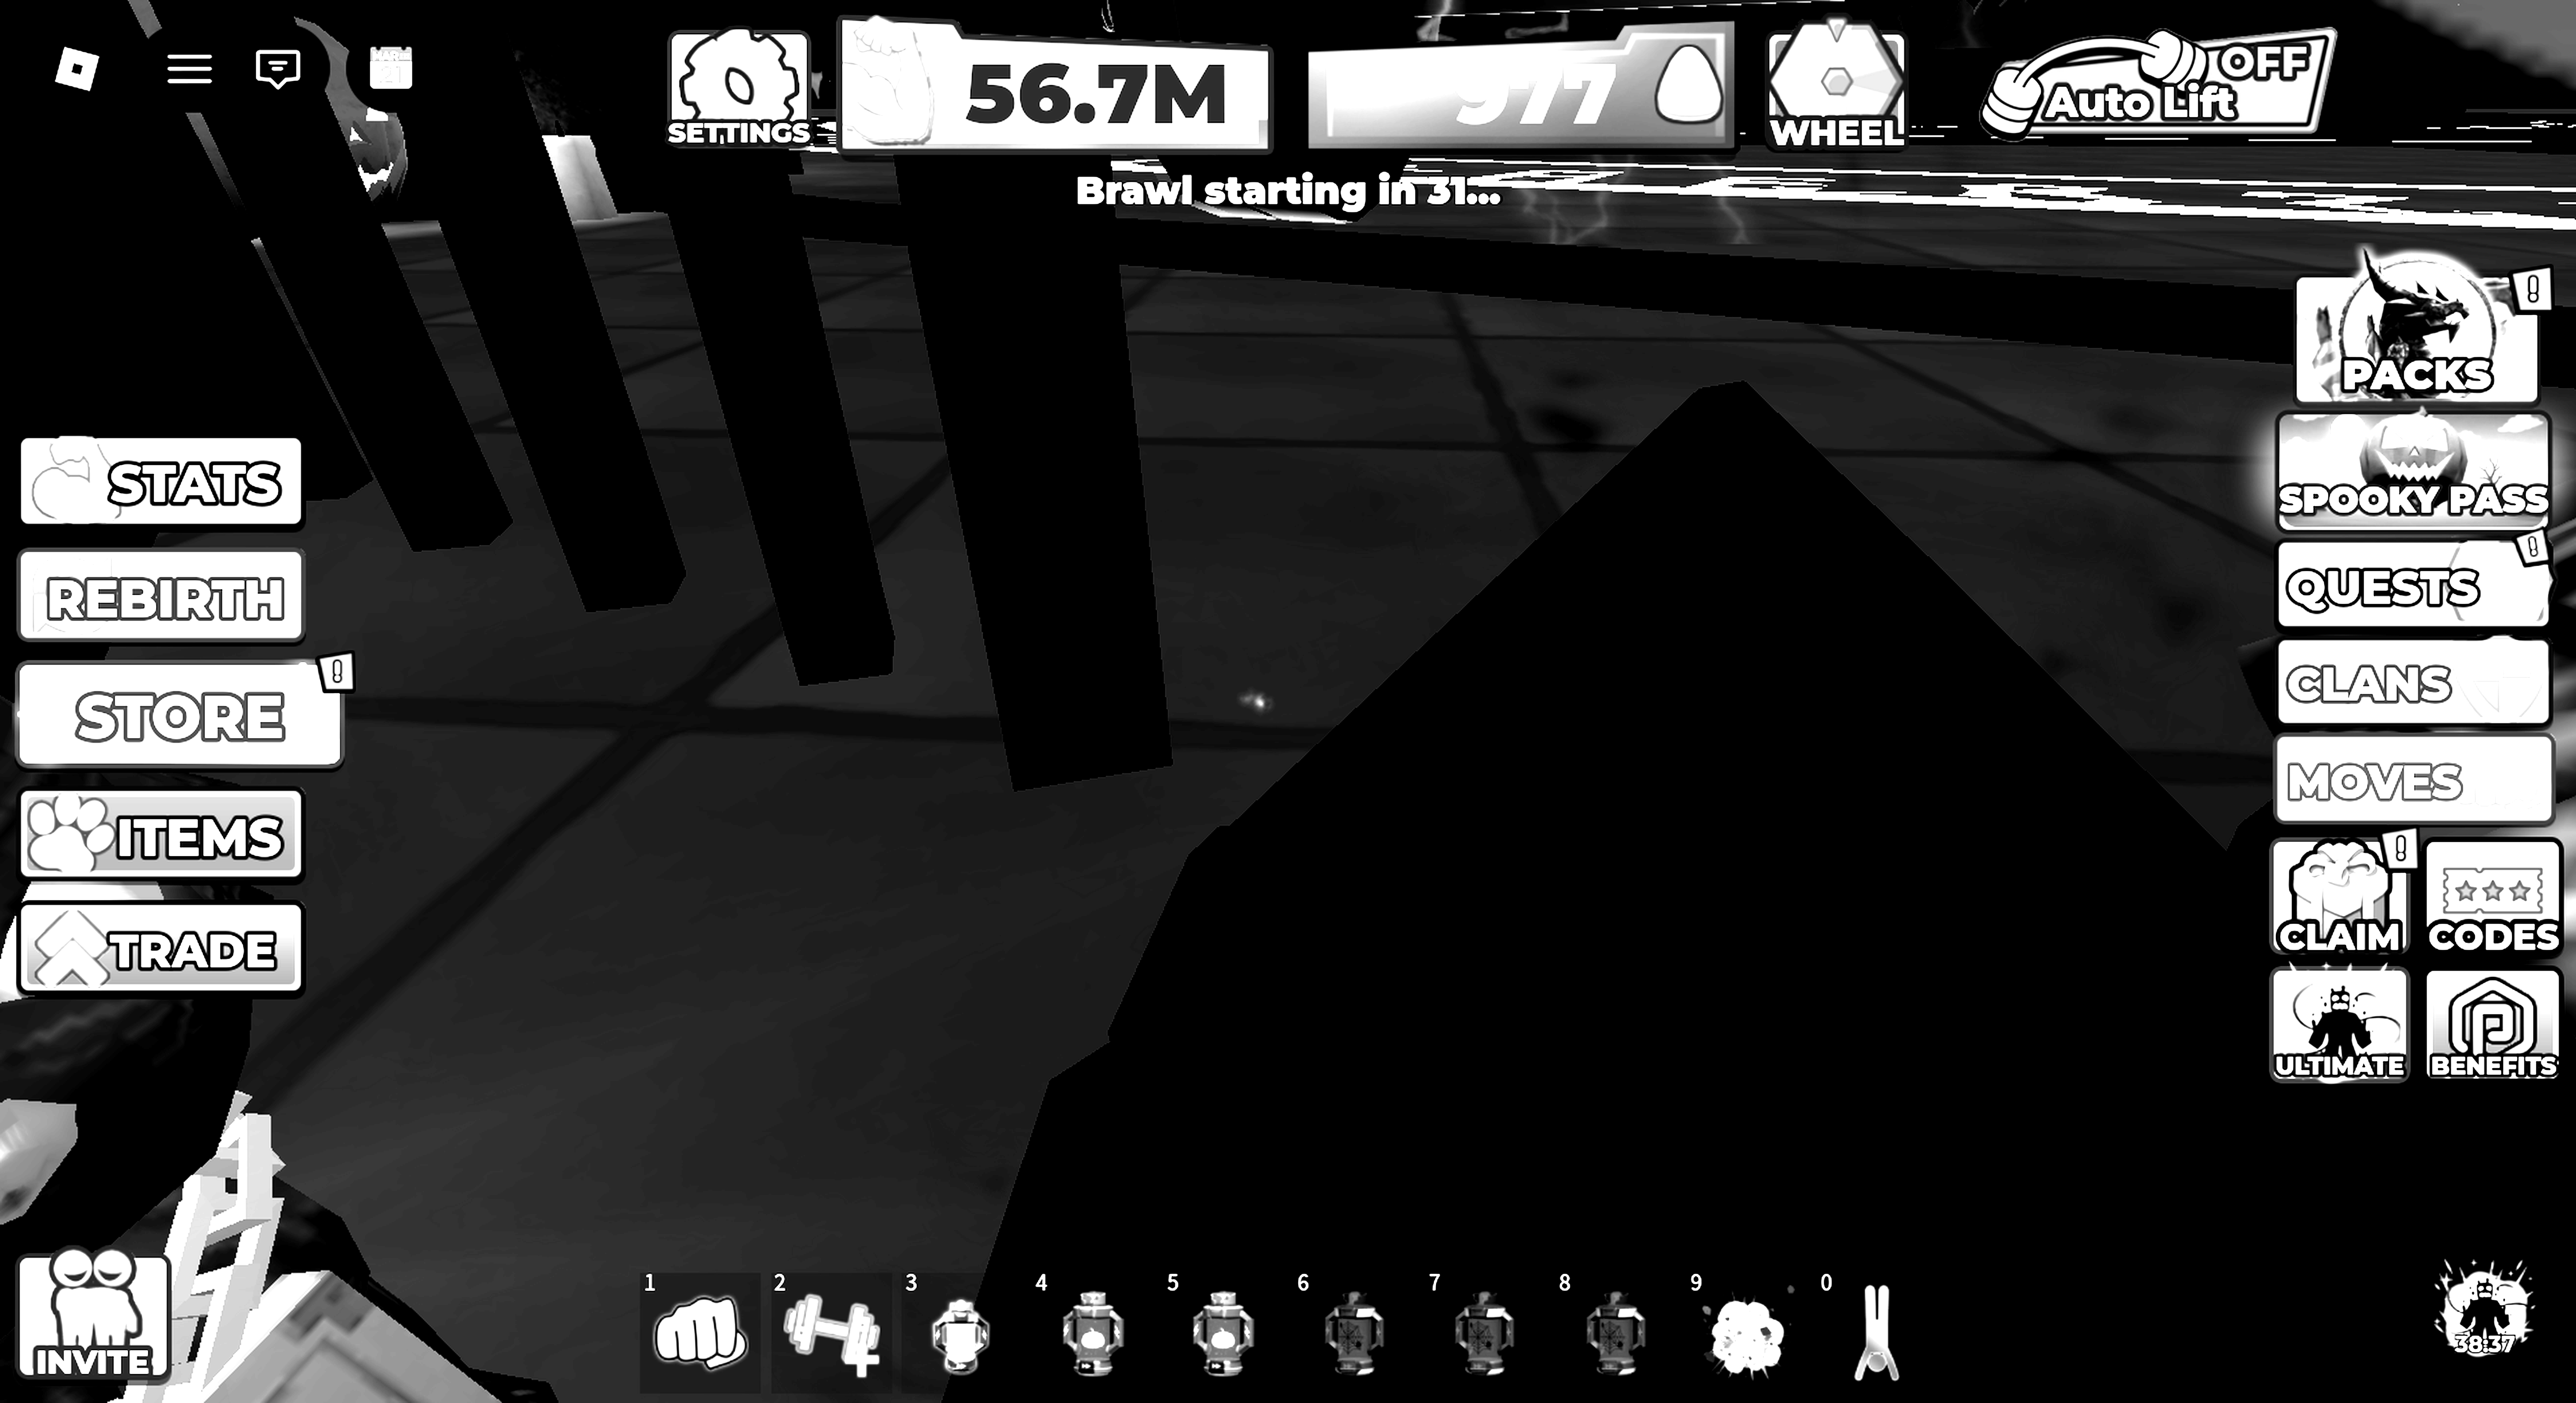 SETTINGS
56.7M
977
WHEEL
OFF
Auto Lift
Brawl starting in 31...
PACKS
SPOOKY PASS
QUESTS
CLANS
MOVES
CLAIM
CODES
ULTIMATE
BENEFITS
STATS
REBIRTH
STORE
ITEMS
TRADE
INVITE
1 2 3 4 5 6 7 8 9 0
38:37